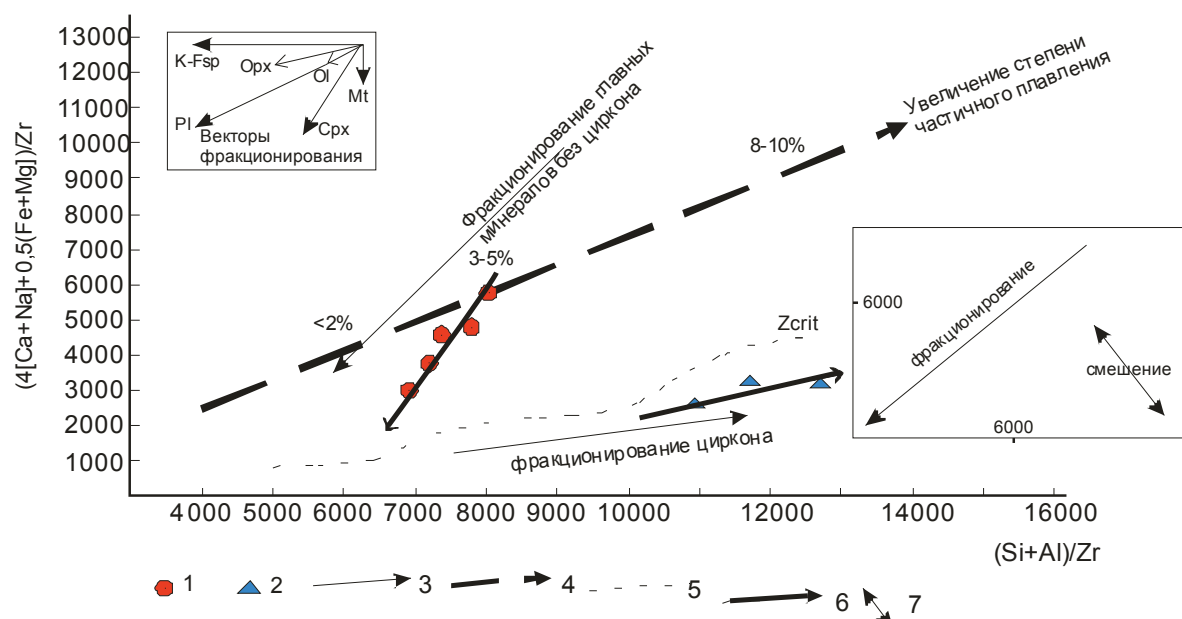 (4[Ca+Na]+0,5(Fe+Mg])/Zr
13000
12000
11000
10000
9000
8000
7000
6000
5000
4000
3000
2000
1000
K-Fsp
Opx
Ol
Mt
Pl
Cpx
Векторы
фракционирования
Фракционирование главных
минералов без циркона
Увеличение степени
частичного плавления
8-10%
3-5%
<2%
Zcrit
фракционирование циркона
6000
фракционирование
смешение
6000
4000
5000
6000
7000
8000
9000
10000
12000
14000
16000
(Si+Al)/Zr
1
2
3
4
5
6
7